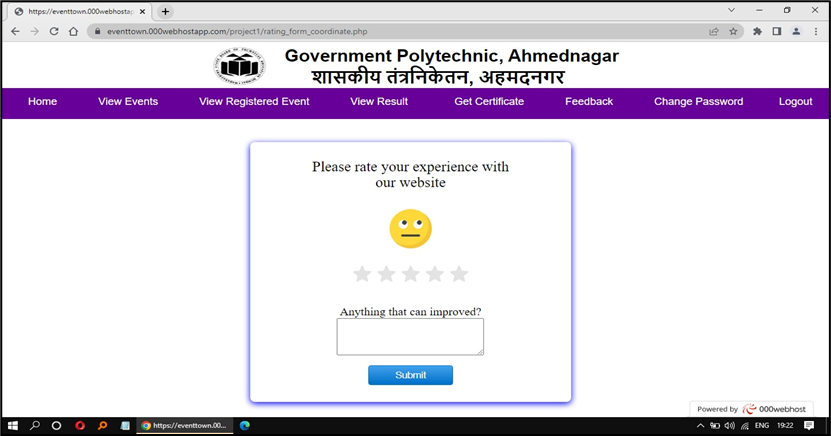 https://eventtown.000webhostapp
eventtown.000webhostapp.com/project1/rating_form_coordinate.php
Government Polytechnic, Ahmednagar
शासकीय तंत्रनिकेतन, अहमदनगर
Home View Events View Registered Event View Result Get Certificate Feedback Change Password Logout
Please rate your experience with
our website
Anything that can improved?
Submit
Powered by 000webhost
https://eventtown.00... ENG 19:22